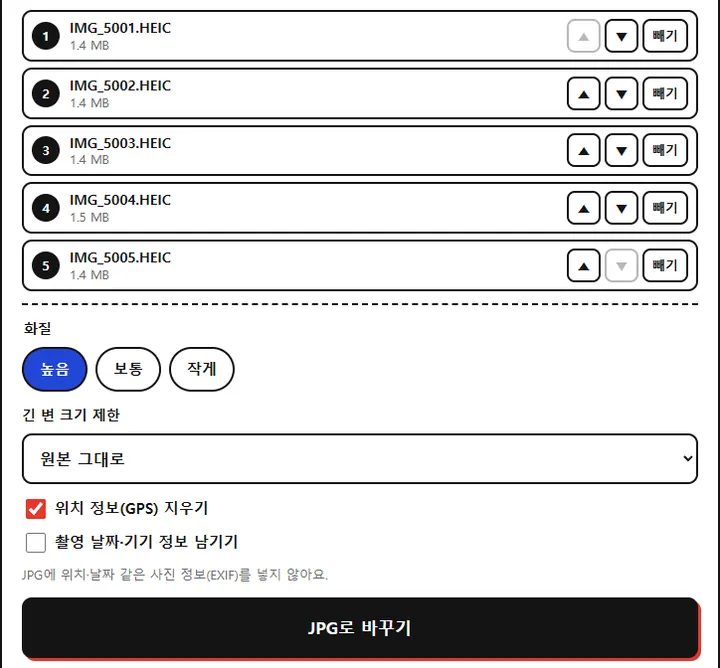 1 IMG_5001.HEIC ▲ ▼ 빼기
1.4 MB
2 IMG_5002.HEIC ▲ ▼ 빼기
1.4 MB
3 IMG_5003.HEIC ▲ ▼ 빼기
1.4 MB
4 IMG_5004.HEIC ▲ ▼ 빼기
1.5 MB
5 IMG_5005.HEIC ▲ ▼ 빼기
1.4 MB
화질
높음 보통 작게
긴 변 크기 제한
원본 그대로
위치 정보(GPS) 지우기
촬영 날짜·기기 정보 남기기
JPG에 위치·날짜 같은 사진 정보(EXIF)를 넣지 않아요.
JPG로 바꾸기